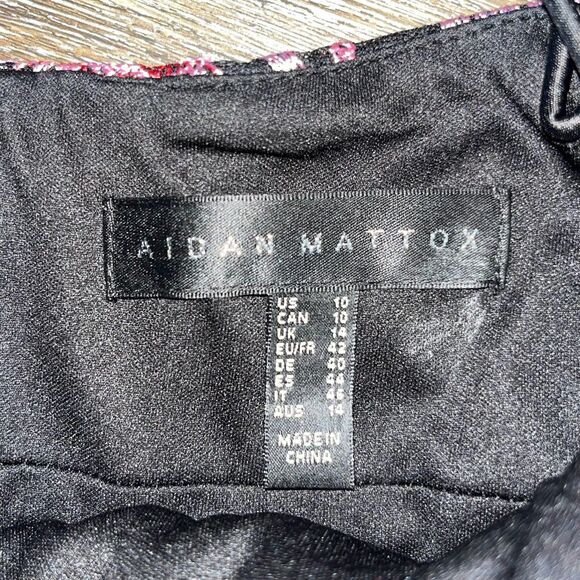 AIDAN MATTOX
US 10
CAN 10
UK 14
EU/FR 42
DE 40
ES 44
IT 46
AUS 14
MADE IN
CHINA